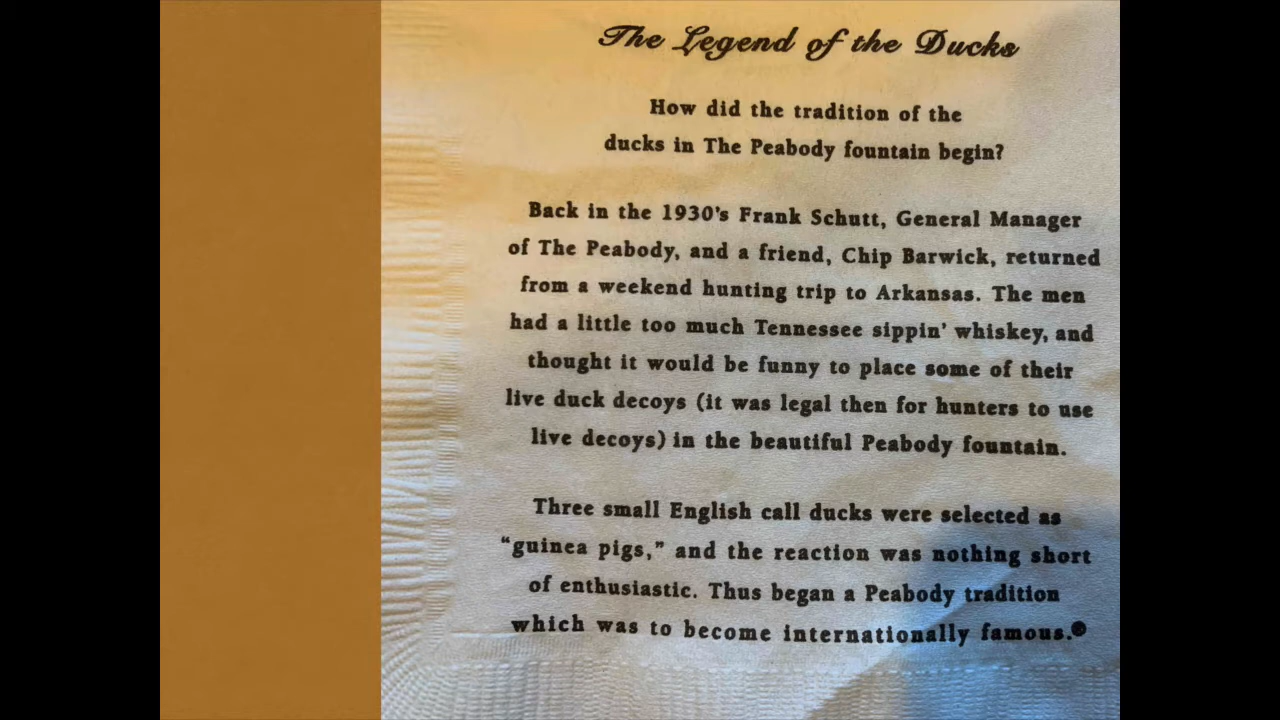 The Legend of the Ducks
How did the tradition of the
ducks in The Peabody fountain begin?
Back in the 1930's Frank Schutt, General Manager
of The Peabody, and a friend, Chip Barwick, returned
from a weekend hunting trip to Arkansas. The men
had a little too much Tennessee sippin' whiskey, and
thought it would be funny to place some of their
live duck decoys (it was legal then for hunters to use
live decoys) in the beautiful Peabody fountain.
Three small English call ducks were selected as
“guinea pigs,” and the reaction was nothing short
of enthusiastic. Thus began a Peabody tradition
which was to become internationally famous.